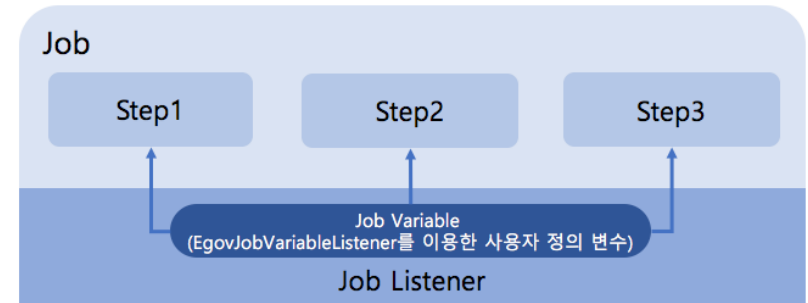 Job
Step1
Step2
Step3
Job Variable
(EgovJobVariableListener를 이용한 사용자 정의 변수)
Job Listener